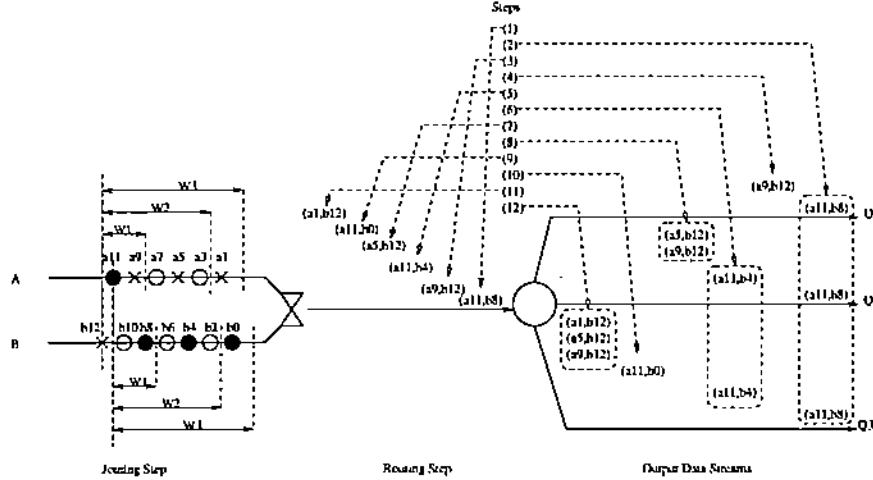 Steps
(1)
(2)
(3)
(4)
(5)
(6)
(7)
(8)
(9)
(10)
(11)
(12)
(a9,b12)
(a11,b8)
(a1,b12)
(a11,b0)
(a5,b12)
(a11,b4)
(a9,b12)
(a11,b8)
(a5,b12)
(a9,b12)
(a11,b4)
(a11,b8)
(a1,b12)
(a5,b12)
(a9,b12)
(a11,b0)
(a11,b4)
(a11,b8)
W2
W1
a11 a9 a7 a5 a3 a1
A
b12 b10 b8 b6 b4 b2 b0
B
W1
W2
Joining Step
Routing Step
Output Data Streams